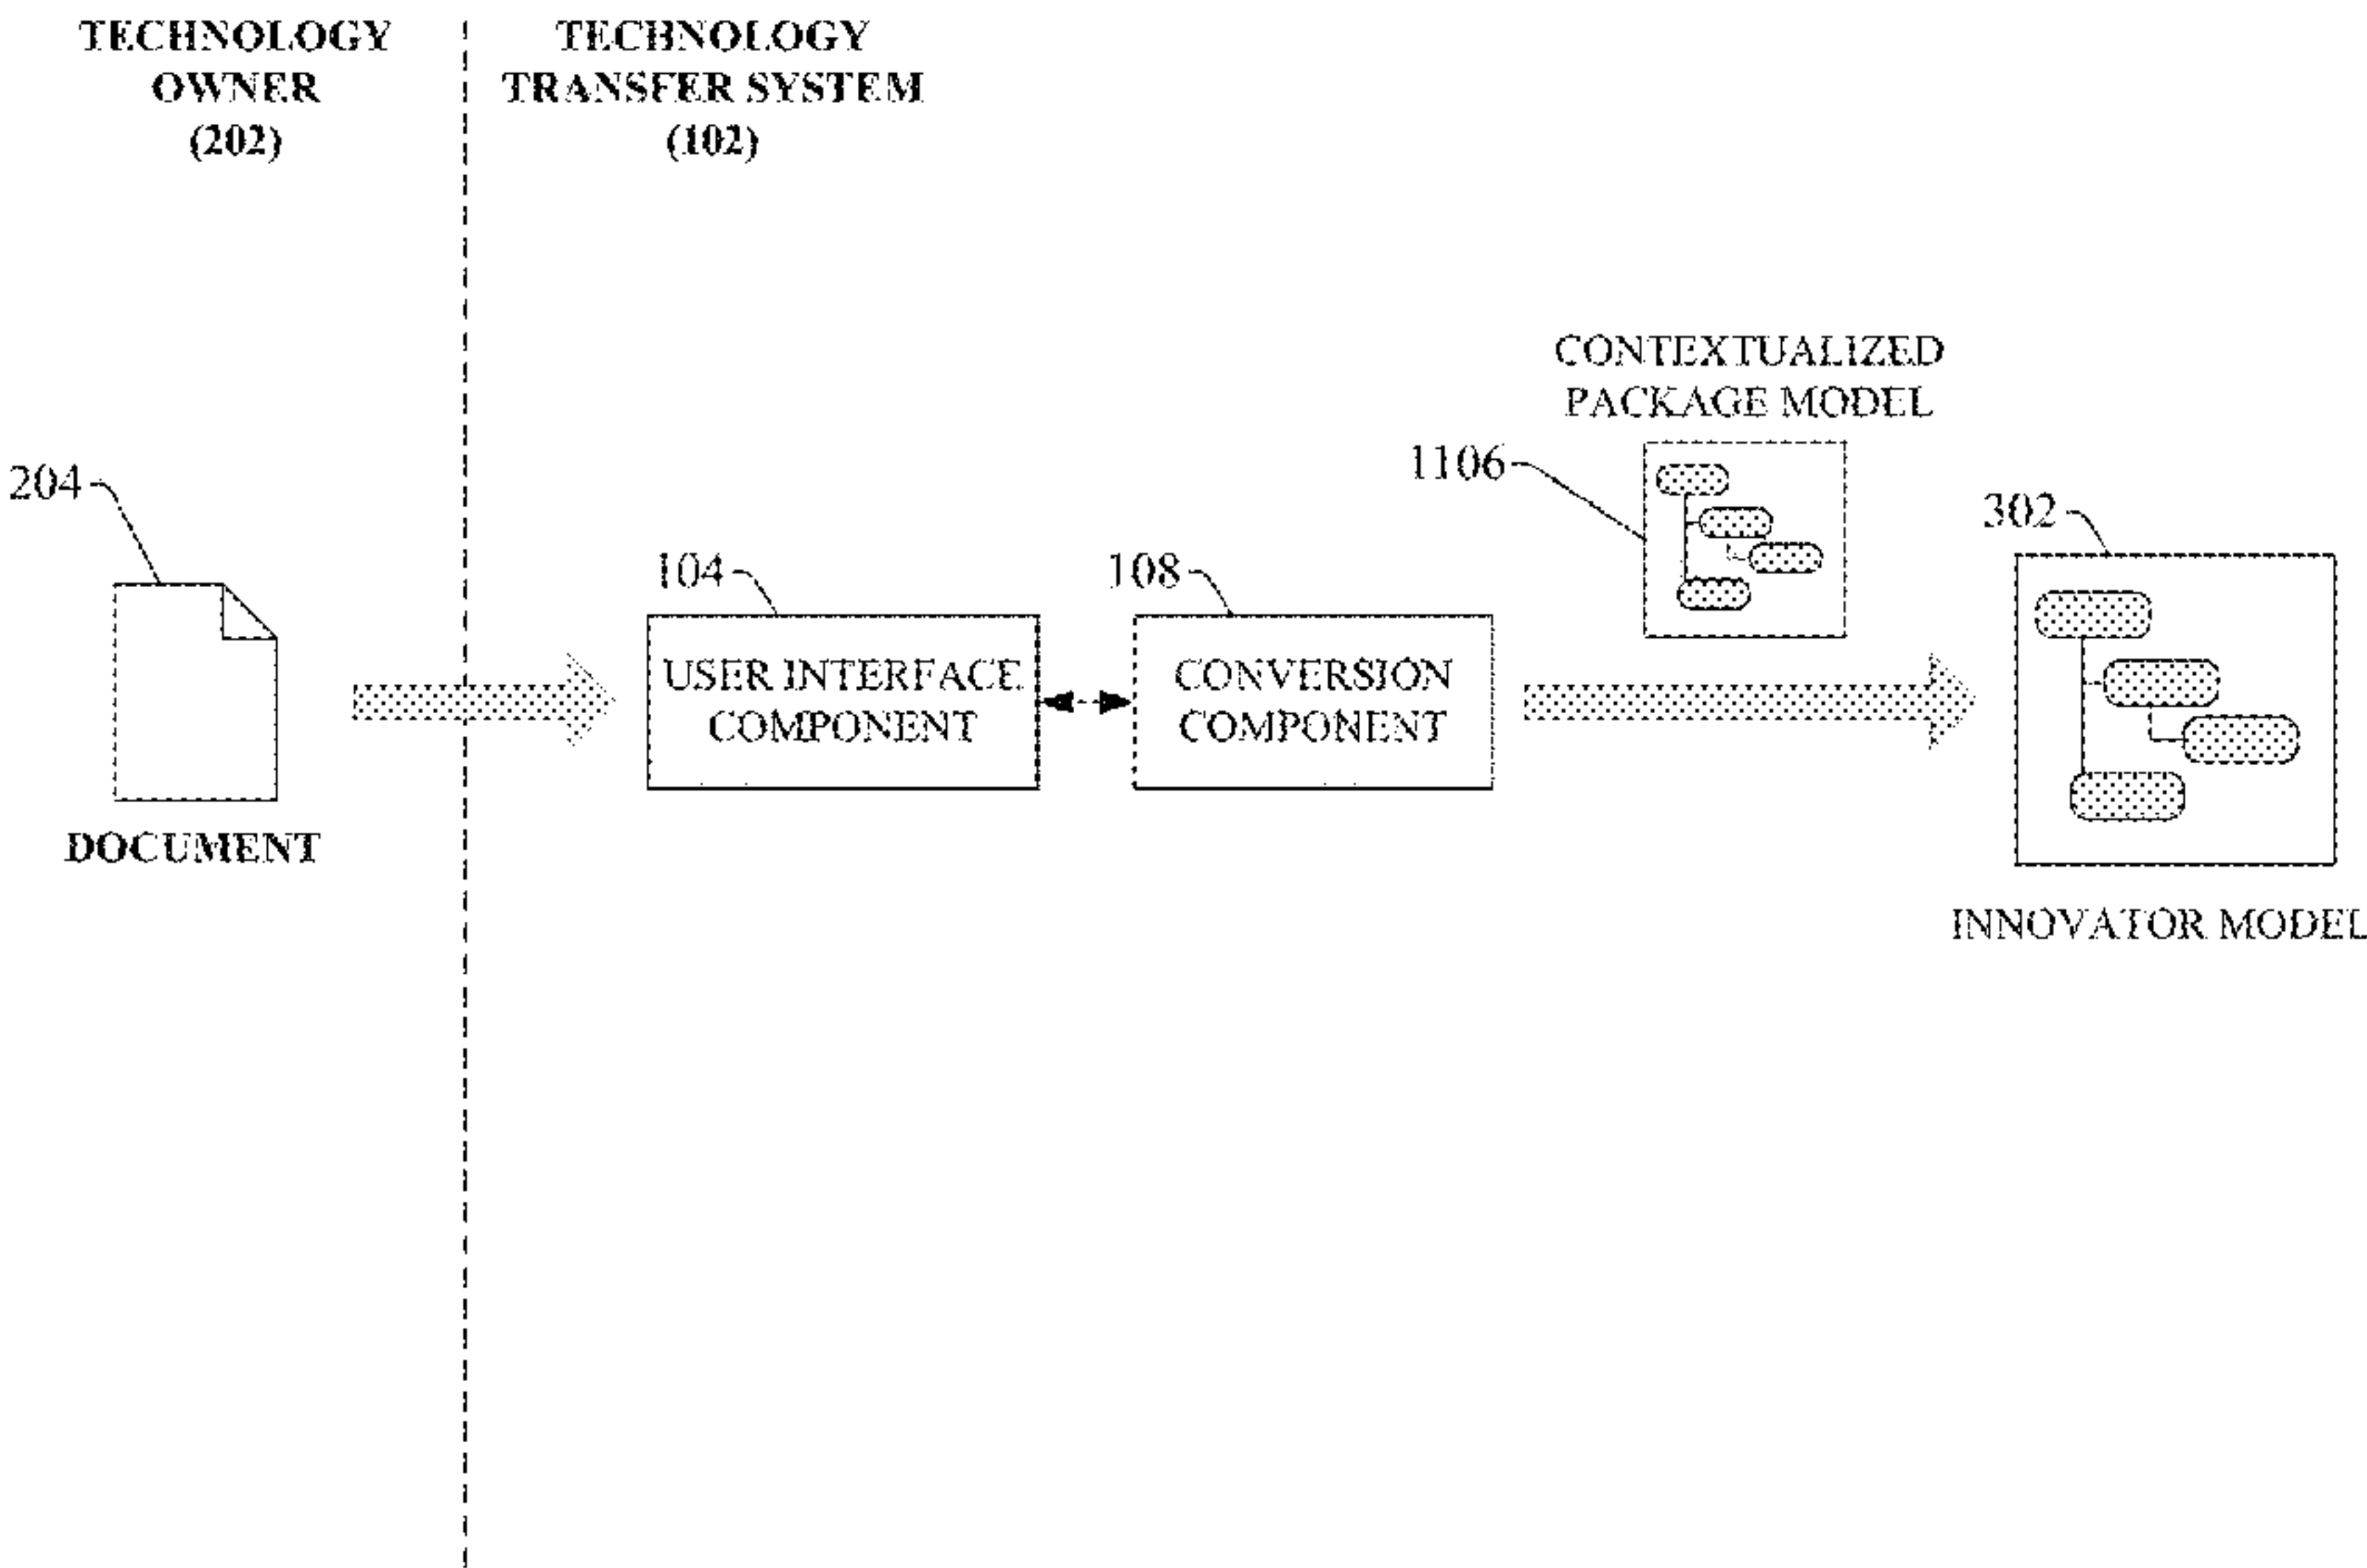 TECHNOLOGY
OWNER
(202)
TECHNOLOGY
TRANSFER SYSTEM
(102)
CONTEXTUALIZED
PACKAGE MODEL
1106
204
302
104
108
USER INTERFACE
COMPONENT
CONVERSION
COMPONENT
DOCUMENT
INNOVATOR MODEL